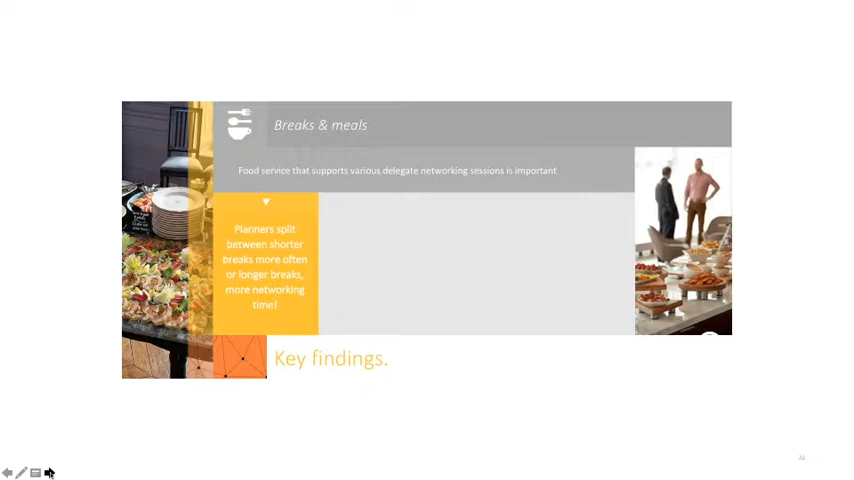 Breaks & meals
Food service that supports various delegate networking sessions is important
Planners split
between shorter
breaks more often
or longer breaks,
more networking
time!
Key findings.
22